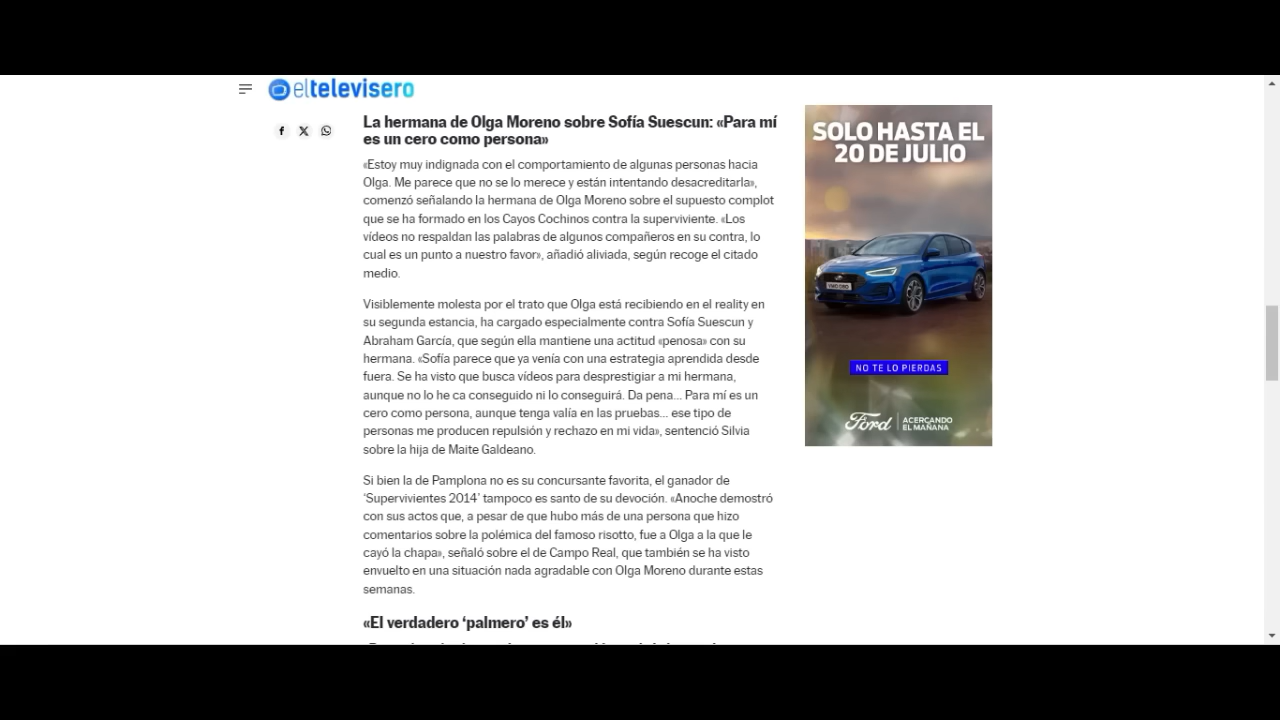 eltelevisero
La hermana de Olga Moreno sobre Sofía Suescun: «Para mí
es un cero como persona»
«Estoy muy indignada con el comportamiento de algunas personas hacia
Olga. Me parece que no se lo merece y están intentando desacreditarla»,
comenzó señalando la hermana de Olga Moreno sobre el supuesto complot
que se ha formado en los Cayos Cochinos contra la superviviente. «Los
vídeos no respaldan las palabras de algunos compañeros en su contra, lo
cual es un punto a nuestro favor», añadió aliviada, según recoge el citado
medio.
Visiblemente molesta por el trato que Olga está recibiendo en el reality en
su segunda estancia, ha cargado especialmente contra Sofía Suescun y
Abraham García, que según ella mantiene una actitud «penosa» con su
hermana. «Sofía parece que ya venía con una estrategia aprendida desde
fuera. Se ha visto que busca vídeos para desprestigiar a mi hermana,
aunque no lo he ca conseguido ni lo conseguirá. Da pena... Para mí es un
cero como persona, aunque tenga valía en las pruebas... ese tipo de
personas me producen repulsión y rechazo en mi vida», sentenció Silvia
sobre la hija de Maite Galdeano.
Si bien la de Pamplona no es su concursante favorita, el ganador de
‘Supervivientes 2014’ tampoco es santo de su devoción. «Anoche demostró
con sus actos que, a pesar de que hubo más de una persona que hizo
comentarios sobre la polémica del famoso risotto, fue a Olga a la que le
cayó la chapa», señaló sobre el de Campo Real, que también se ha visto
envuelto en una situación nada agradable con Olga Moreno durante estas
semanas.
«El verdadero ‘palmero’ es él»
SOLO HASTA EL
20 DE JULIO
NO TE LO PIERDAS
Ford
ACERCANDO
EL MAÑANA